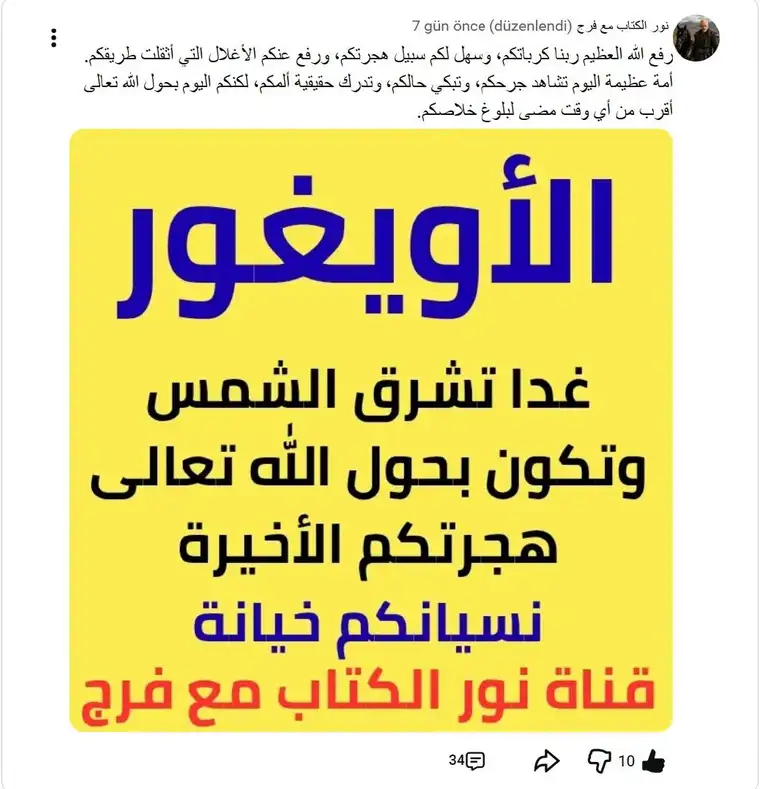 نور الكتاب مع فرج 7 gün önce (düzenlendi)
رفع الله العظيم ربنا كرباتكم، وسهل لكم سبيل هجرتكم، ورفع عنكم الأغلال التي أثقلت طريقكم.
أمة عظيمة اليوم تشاهد جرحكم، وتبكي حالكم، وتدرك حقيقية ألمكم، لكنكم اليوم بحول الله تعالى
أقرب من أي وقت مضى لبلوغ خلاصكم.
الأويغور
غدا تشرق الشمس
وتكون بحول الله تعالى
هجرتكم الأخيرة
نسيانكم خيانة
قناة نور الكتاب مع فرج
10
34